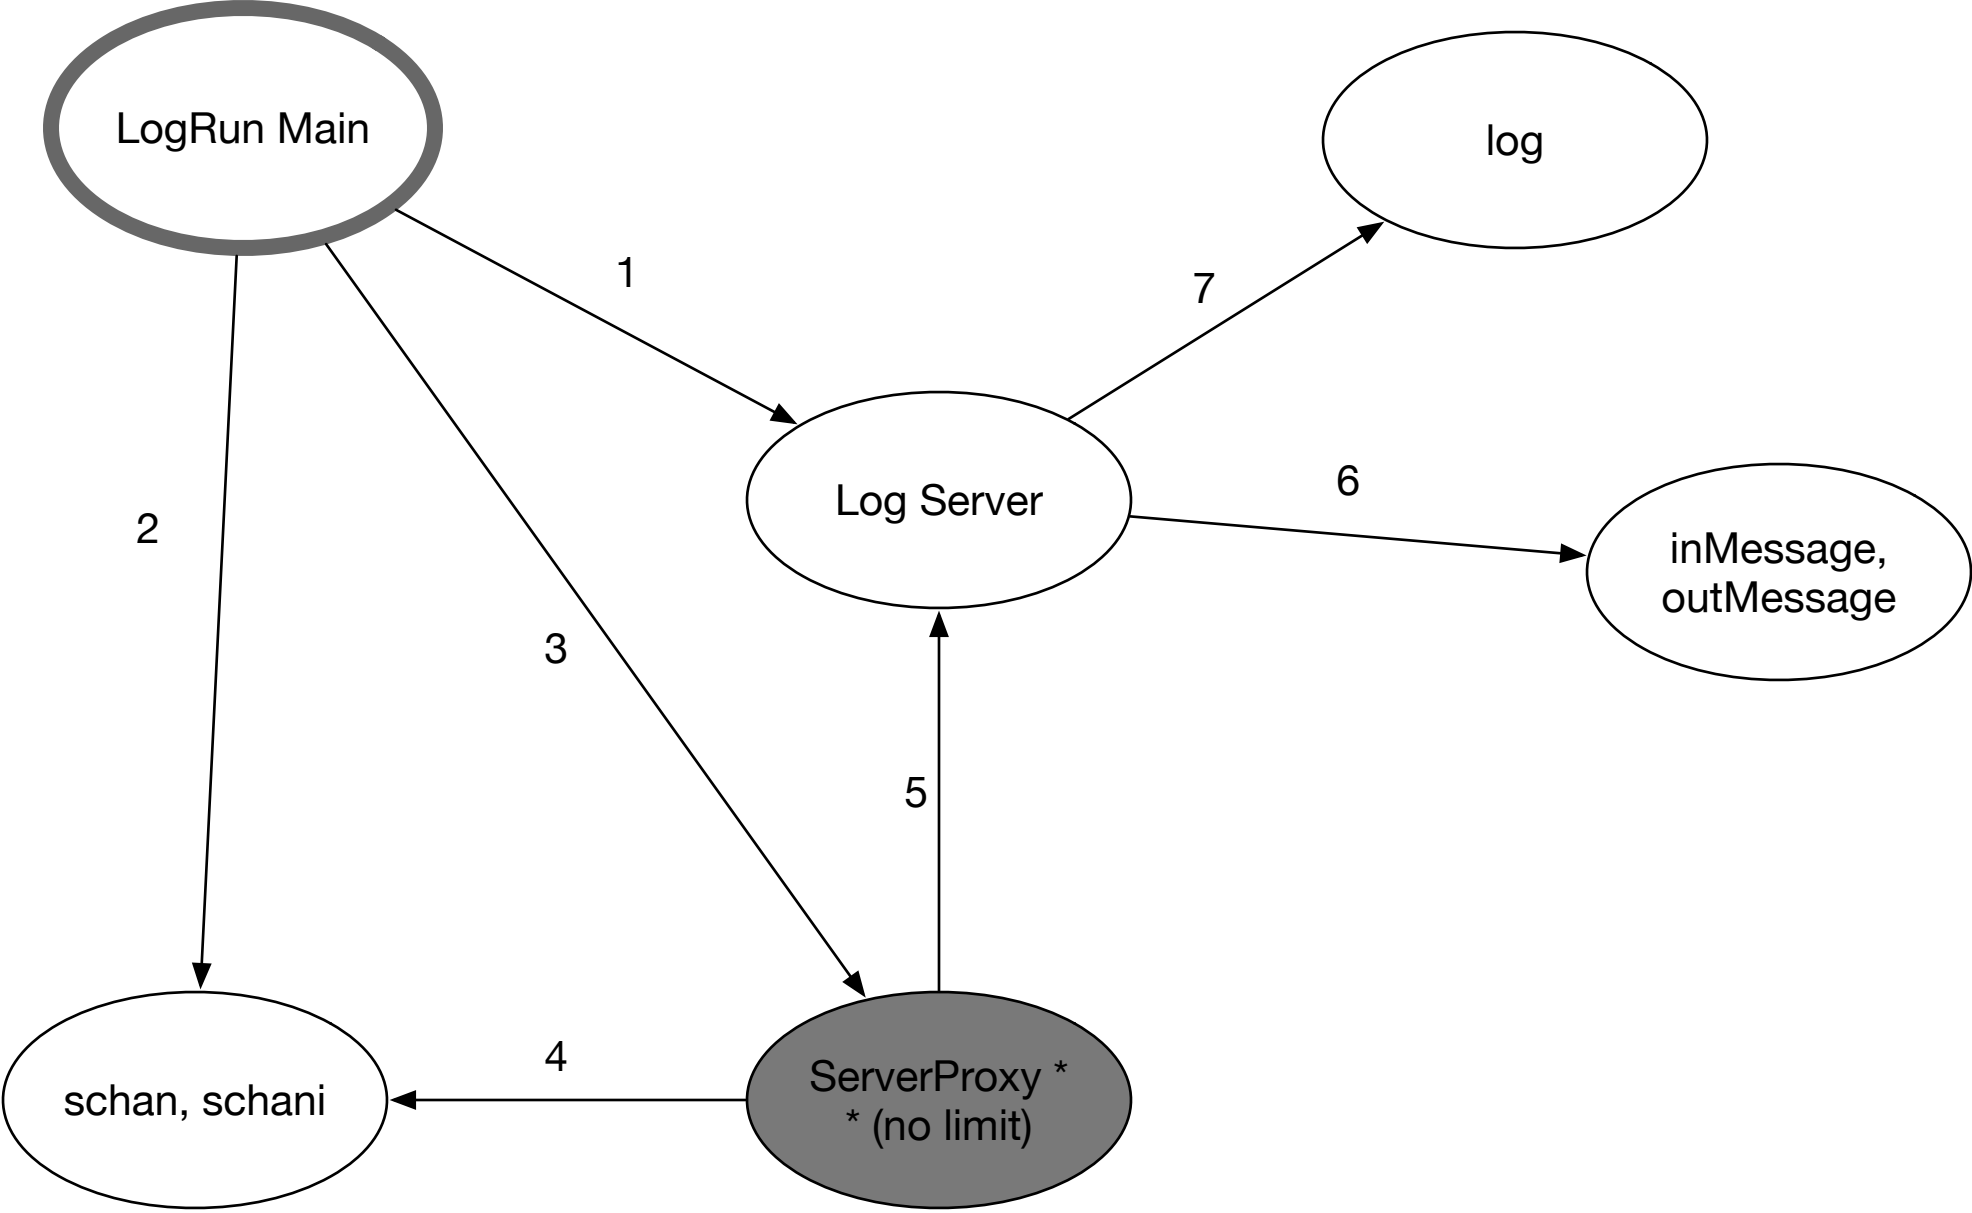 LogRun Main
log
1
7
Log Server
6
2
inMessage,
outMessage
3
5
4
ServerProxy *
* (no limit)
schan, schani